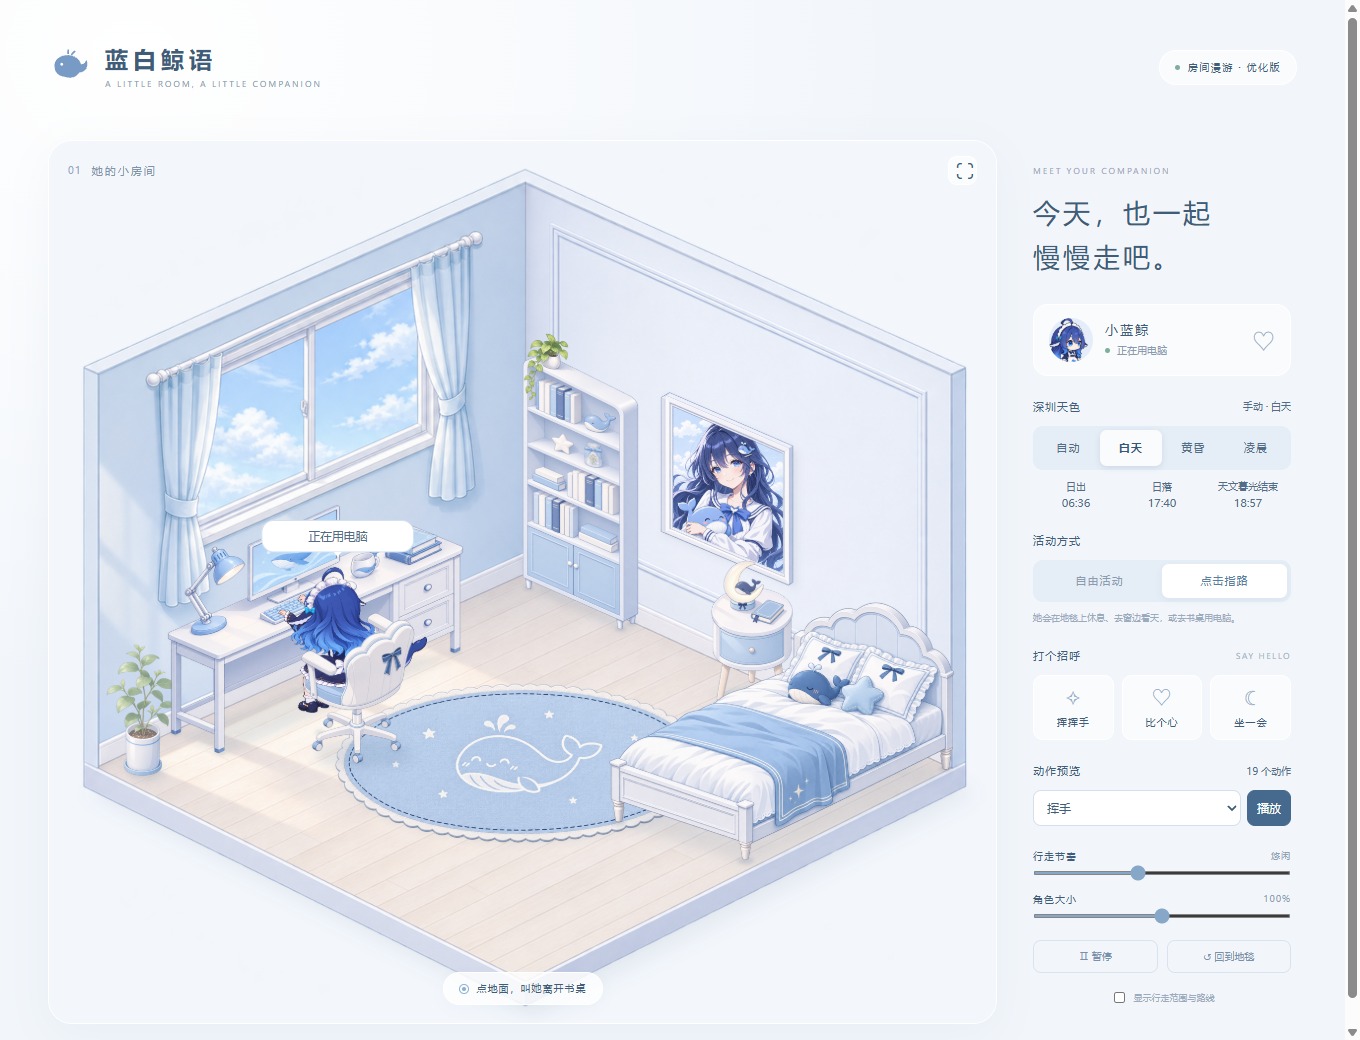 蓝白鲸语
A LITTLE ROOM, A LITTLE COMPANION
房间漫游 · 优化版
01 她的小房间
正在用电脑
点地面，叫她离开书桌
MEET YOUR COMPANION
今天，也一起
慢慢走吧。
小蓝鲸
正在用电脑
深圳天色 手动 · 白天
自动 白天 黄昏 凌晨
日出 日落 天文暮光结束
06:36 17:40 18:57
活动方式
自由活动 点击指路
她会在地毯上休息、去窗边看天，或去书桌用电脑。
打个招呼 SAY HELLO
挥挥手 比个心 坐一会
动作预览 19 个动作
挥手 播放
行走节奏 悠闲
角色大小 100%
暂停 回到地毯
显示行走范围与路线